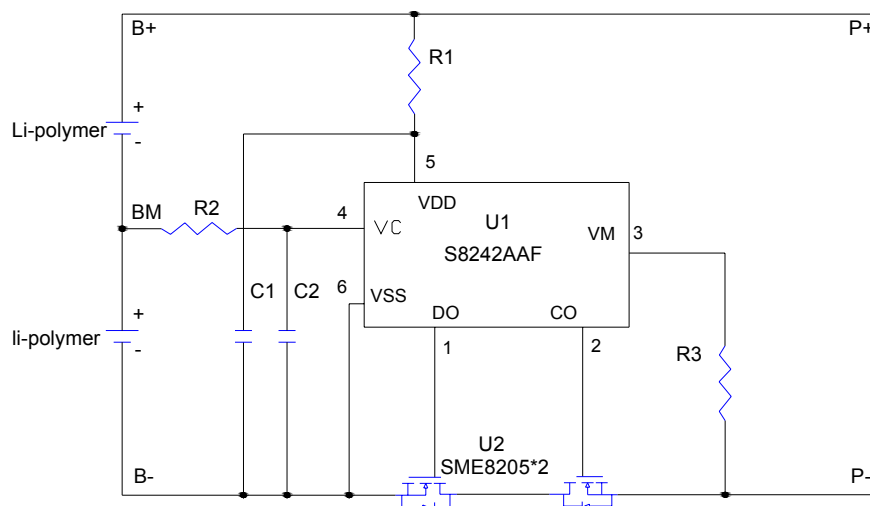 B+
P+
R1
+
Li-polymer
-
5
VDD
BM
R2
4
VC
U1
S8242AAF
VM
3
6
VSS
C1
C2
DO
CO
+
li-polymer
-
1
2
R3
U2
SME8205*2
B-
P-